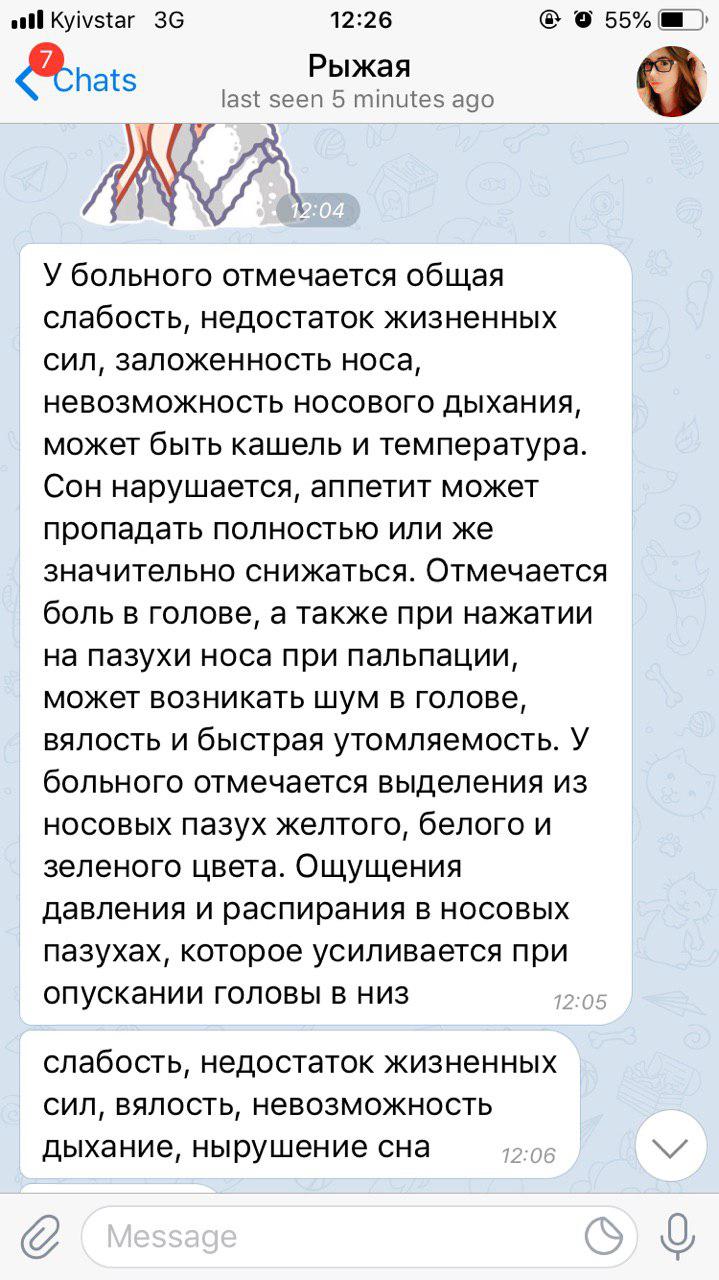 Kyivstar 3G 12:26 55%
7
Chats
Рыжая
last seen 5 minutes ago
12:04
У больного отмечается общая
слабость, недостаток жизненных
сил, заложенность носа,
невозможность носового дыхания,
может быть кашель и температура.
Сон нарушается, аппетит может
пропадать полностью или же
значительно снижаться. Отмечается
боль в голове, а также при нажатии
на пазухи носа при пальпации,
может возникать шум в голове,
вялость и быстрая утомляемость. У
больного отмечается выделения из
носовых пазух желтого, белого и
зеленого цвета. Ощущения
давления и распирания в носовых
пазухах, которое усиливается при
опускании головы в низ
12:05
слабость, недостаток жизненных
сил, вялость, невозможность
дыхание, нырушение сна
12:06
Message